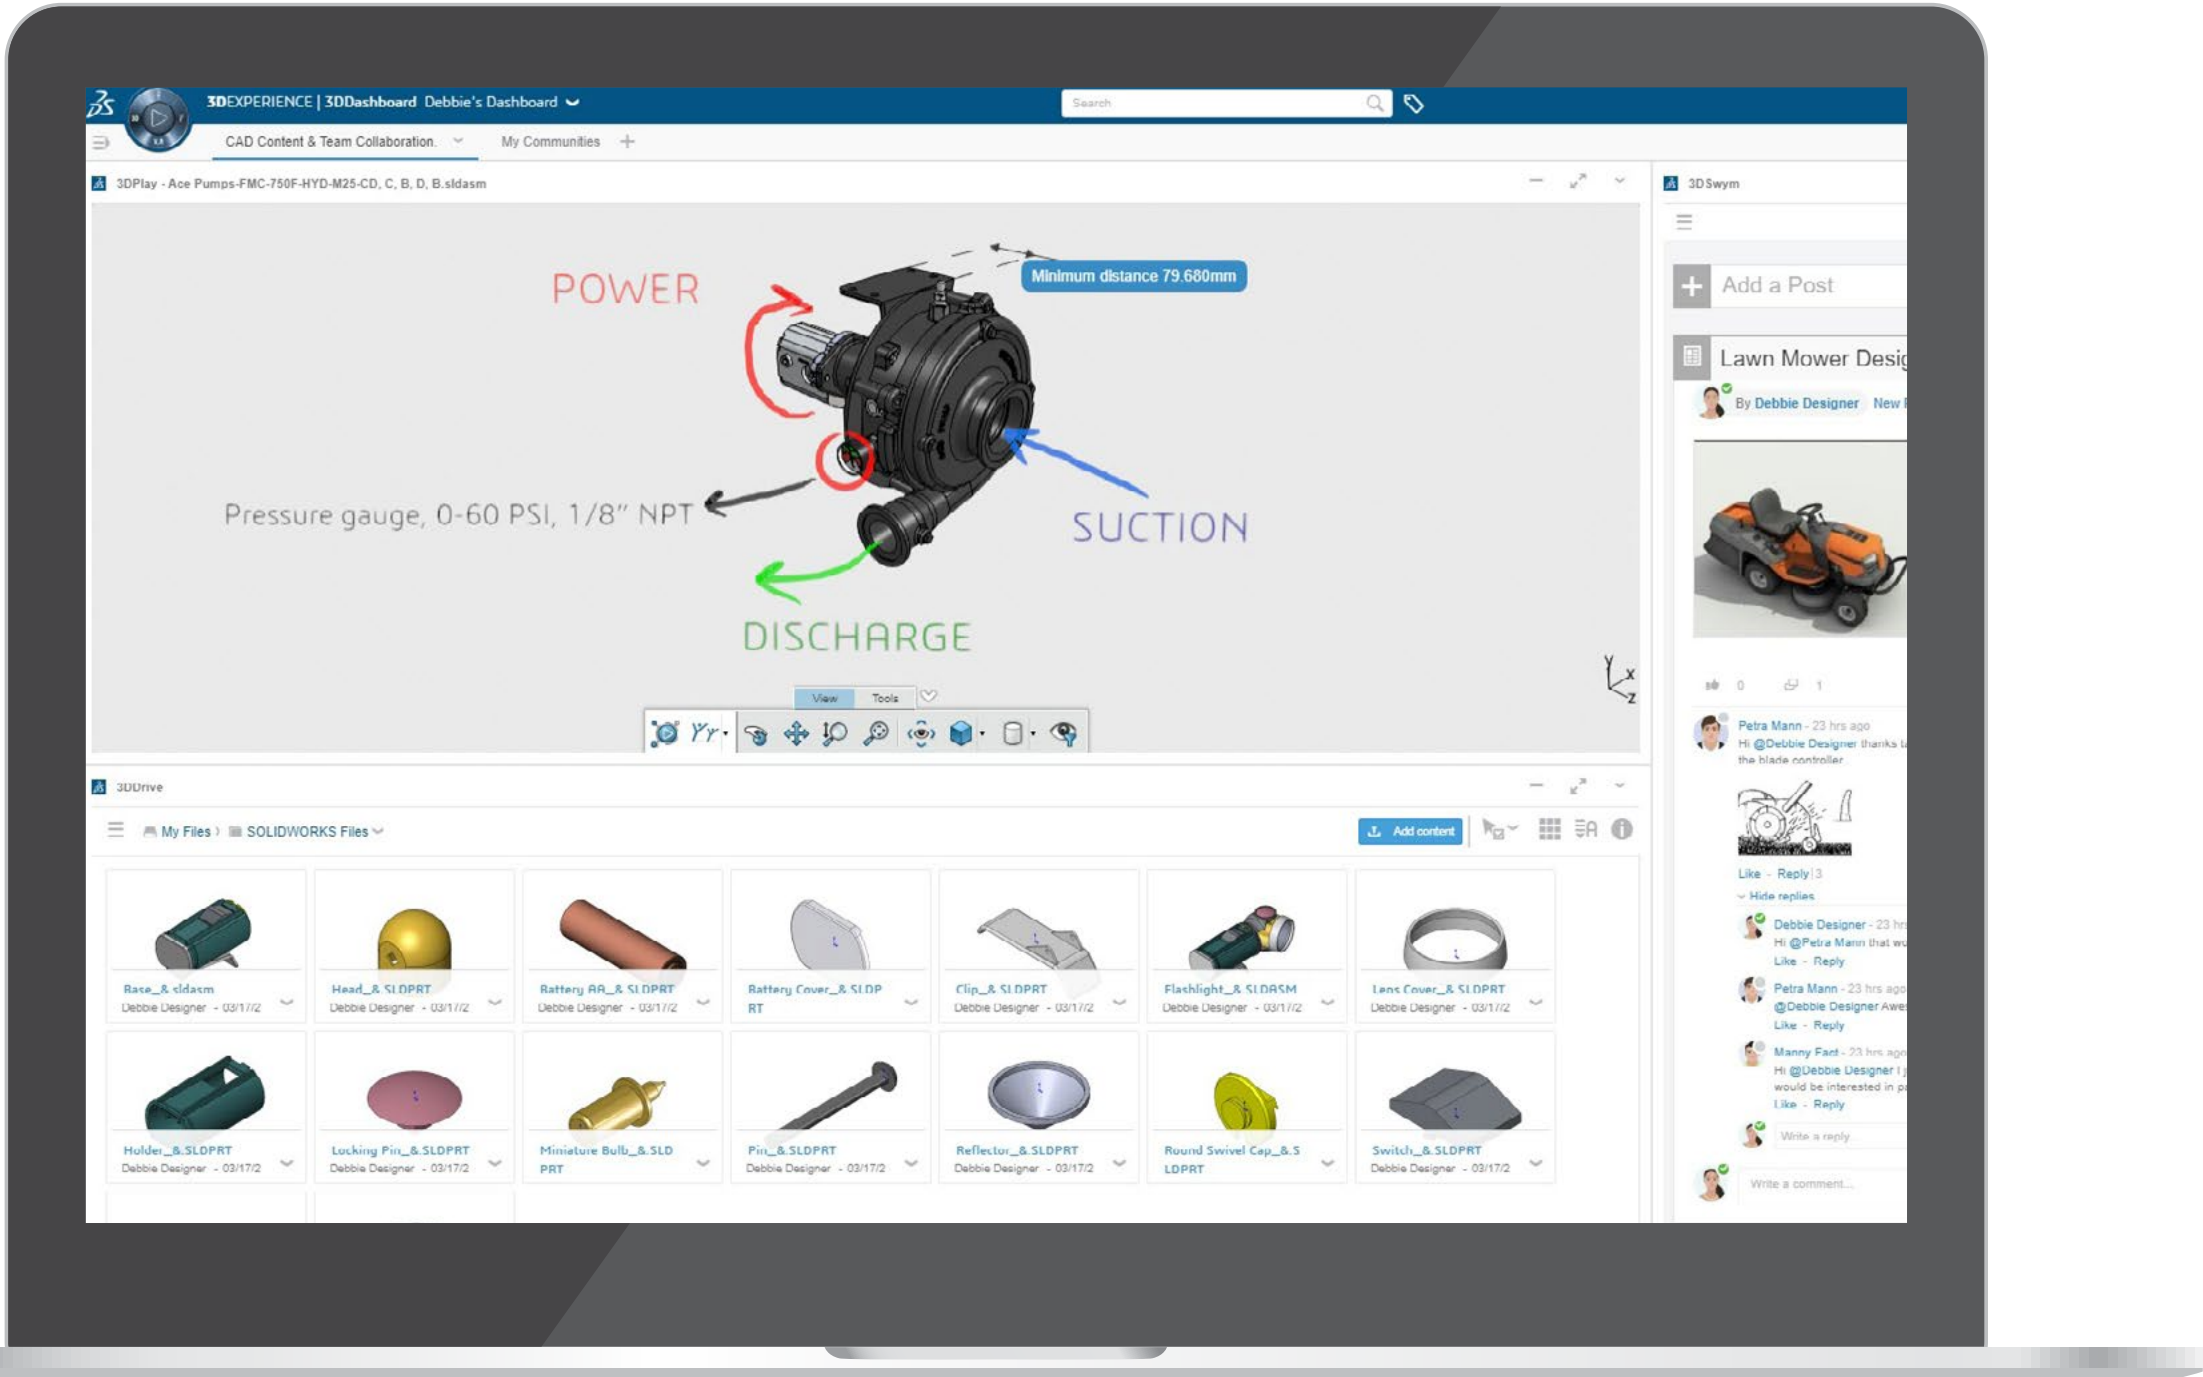 3DEXPERIENCE | 3DDashboard Debbie's Dashboard
Search
CAD Content & Team Collaboration.
My Communities
3DPlay - Ace Pumps-FMC-750F-HYD-M25-CD, C, B, D, B.sldasm
POWER
Minimum distance 79.680mm
Pressure gauge, 0-60 PSI, 1/8" NPT
SUCTION
DISCHARGE
Y
X
Z
View Tools
3DDrive
My Files
SOLIDWORKS Files
Add content
Base_& sldasm
Debbie Designer - 03/17/2
Head_& SLDPRT
Debbie Designer - 03/17/2
Battery AA_& SLDPRT
Debbie Designer - 03/17/2
Battery Cover_& SLDP
RT
Clip_& SLDPRT
Debbie Designer - 03/17/2
Flashlight_& SLDASM
Debbie Designer - 03/17/2
Lens Cover_& SLDPRT
Debbie Designer - 03/17/2
Holder_&.SLDPRT
Debbie Designer - 03/17/2
Locking Pin_&.SLDPRT
Debbie Designer - 03/17/2
Miniature Bulb_&.SLD
PRT
Pin_&.SLDPRT
Debbie Designer - 03/17/2
Reflector_&.SLDPRT
Debbie Designer - 03/17/2
Round Swivel Cap_&.S
LDPRT
Switch_&.SLDPRT
Debbie Designer - 03/17/2
3DSwym
Add a Post
Lawn Mower Desig
By Debbie Designer New
0 1
Petra Mann - 23 hrs ago
Hi @Debbie Designer thanks
the blade controller
Like - Reply 3
Hide replies
Debbie Designer - 23 hr
Hi @Petra Mann that
Like - Reply
Petra Mann - 23 hrs ago
@Debbie Designer Awe
Like - Reply
Manny Fact - 23 hrs ago
Hi @Debbie Designer I
would be interested in
Like - Reply
Write a reply
Write a comment...